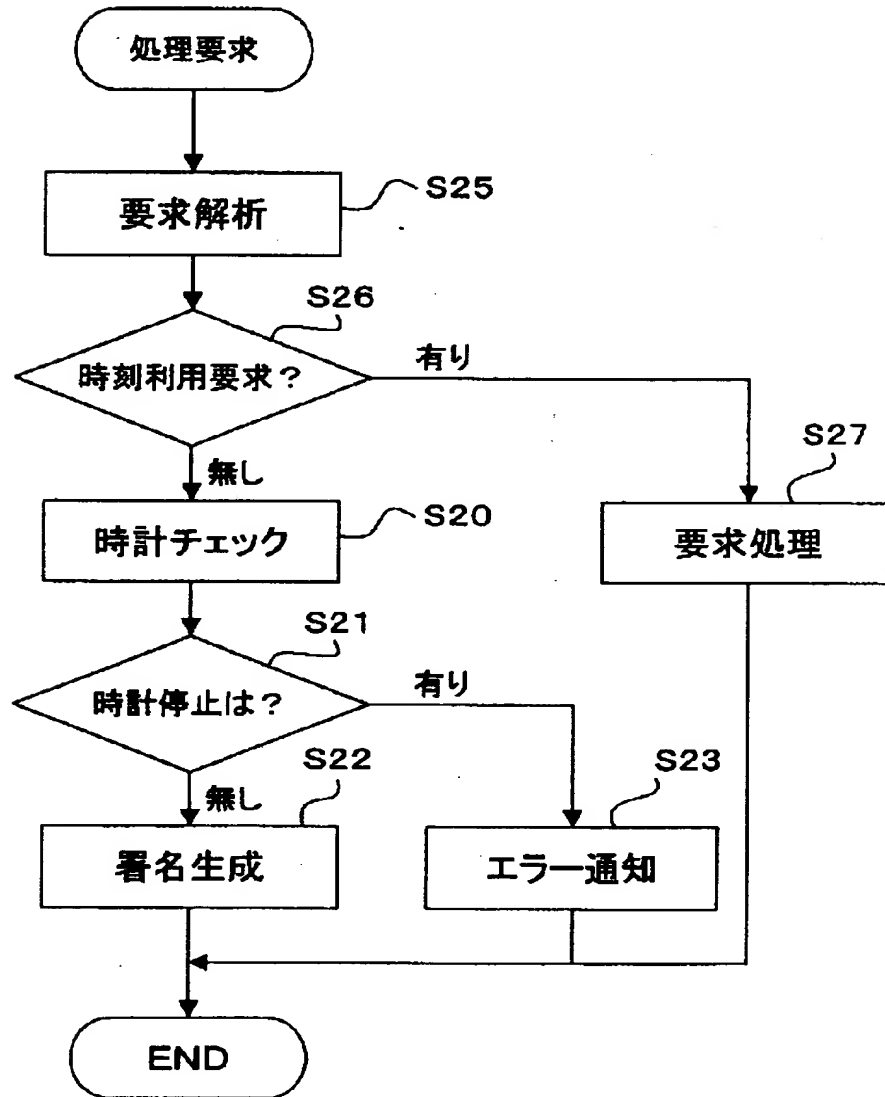 処理要求
要求解析
S25
S26
時刻利用要求?
有り
無し
S27
時計チェック
S20
要求処理
S21
時計停止は?
有り
無し
S22
S23
署名生成
エラー通知
END